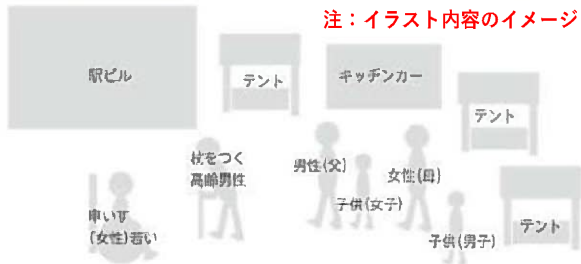 注：イラスト内容のイメージ
駅ビル
テント
キッチンカー
テント
杖をつく
高齢男性
男性(父)
女性(母)
子供(女子)
車いす
(女性)若い
子供(男子)
テント